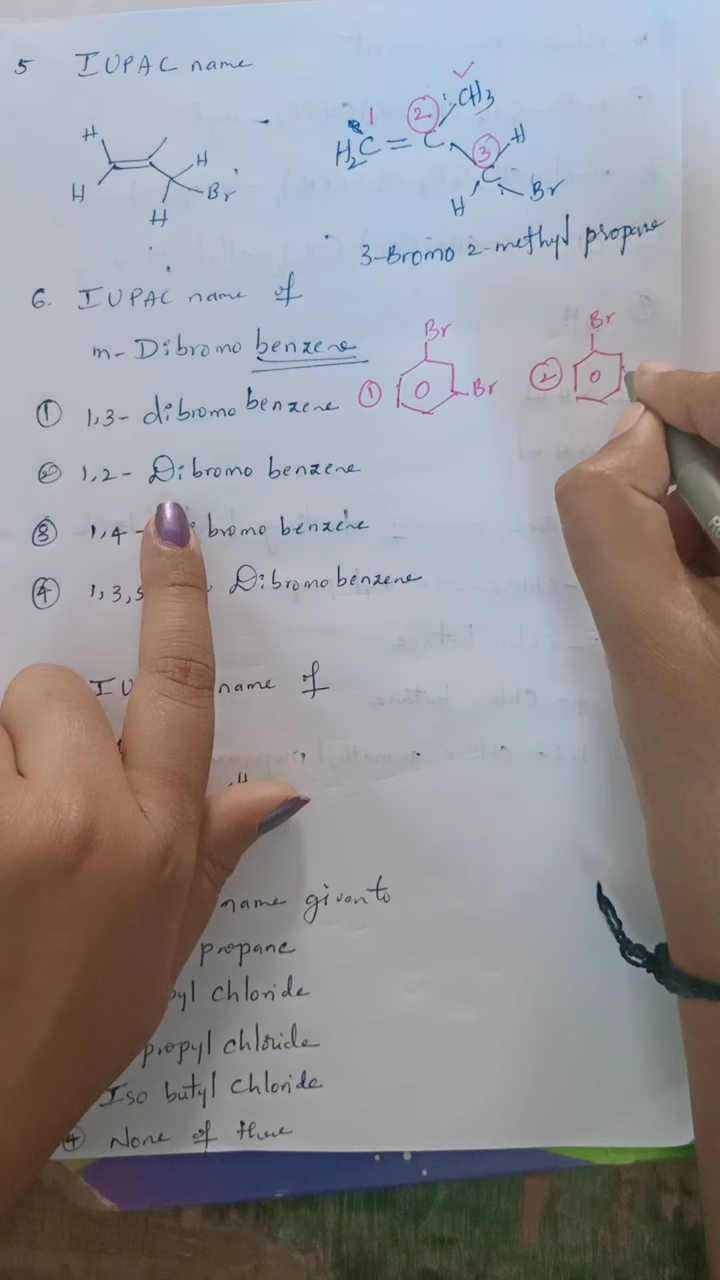 5 IUPAC name
H
H
H
H
Br
1
H2C = C
2
CH3
3
C
H
H
Br
3-Bromo 2-methyl propane
6. IUPAC name of
m- Dibromo benzene
① 1,3- dibromo benzene
② 1,2- Dibromo benzene
③ 1,4 - bromo benzene
④ 1,3,5 Dibromobenzene
① Br
Br
② Br
name of
H
name given to
propane
chloride
propyl chloride
Iso butyl chloride
④ None of these